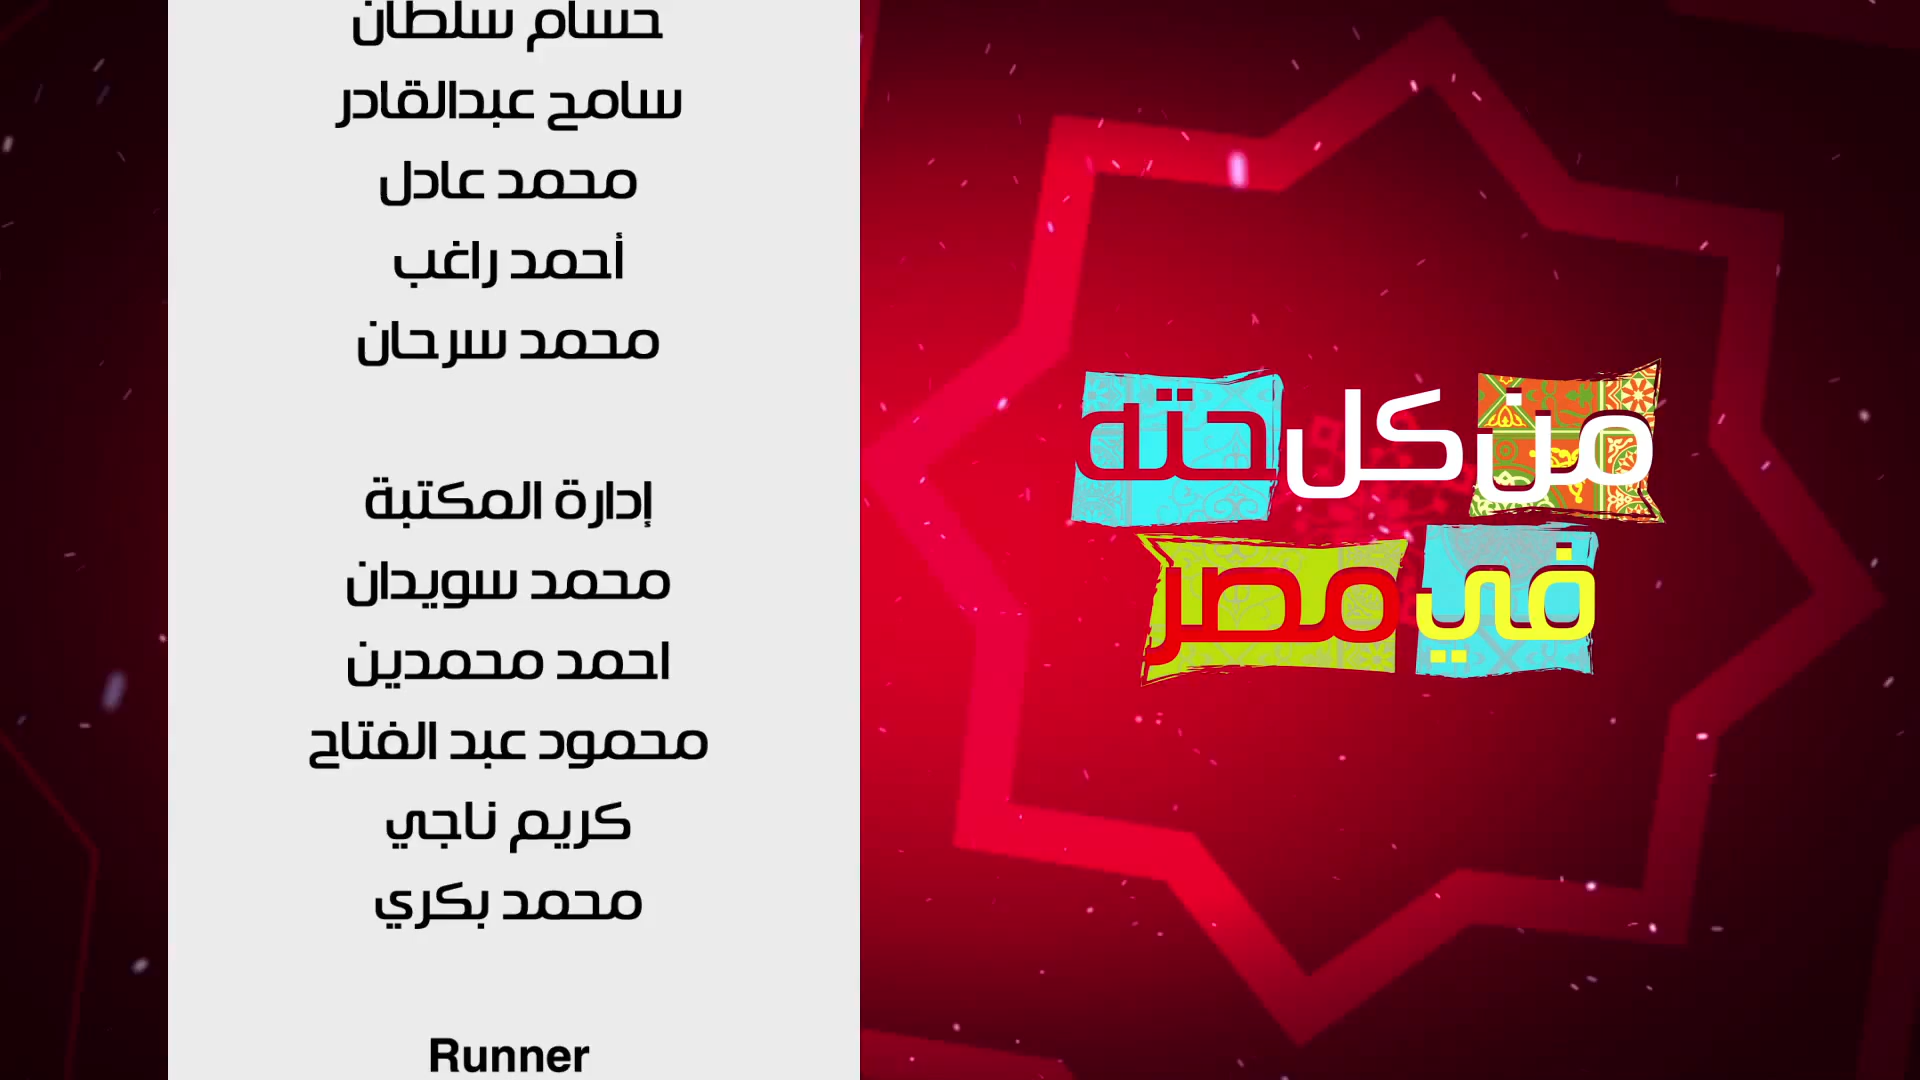 حسام سلطان
سامح عبدالقادر
محمد عادل
أحمد راغب
محمد سرحان
إدارة المكتبة
محمد سويدان
احمد محمدين
محمود عبد الفتاح
كريم ناجي
محمد بكري
Runner
من كل حته
في مصر